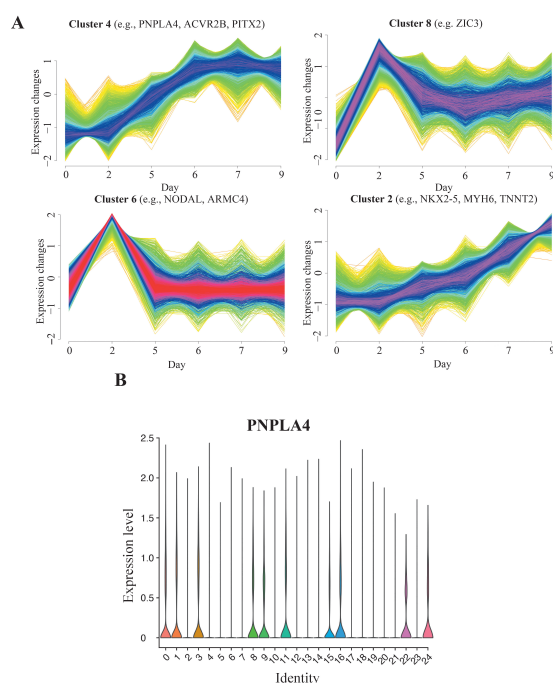 A
Cluster 4 (e.g., PNPLA4, ACVR2B, PITX2)
Expression changes
2
1
0
−1
−2
0 2 5 6 7 9
Day
Cluster 8 (e.g. ZIC3)
Expression changes
2
1
0
−1
−2
0 2 5 6 7 9
Day
Cluster 6 (e.g., NODAL, ARMC4)
Expression changes
2
1
0
−1
−2
0 2 5 6 7 9
Day
Cluster 2 (e.g., NKX2-5, MYH6, TNNT2)
Expression changes
2
1
0
−1
−2
0 2 5 6 7 9
Day
B
PNPLA4
Expression level
2.5
2.0
1.0
0.5
0
0 1 2 3 4 5 6 7 8 9 10 11 12 13 14 15 16 17 18 19 20 21 22 23 24
Identity